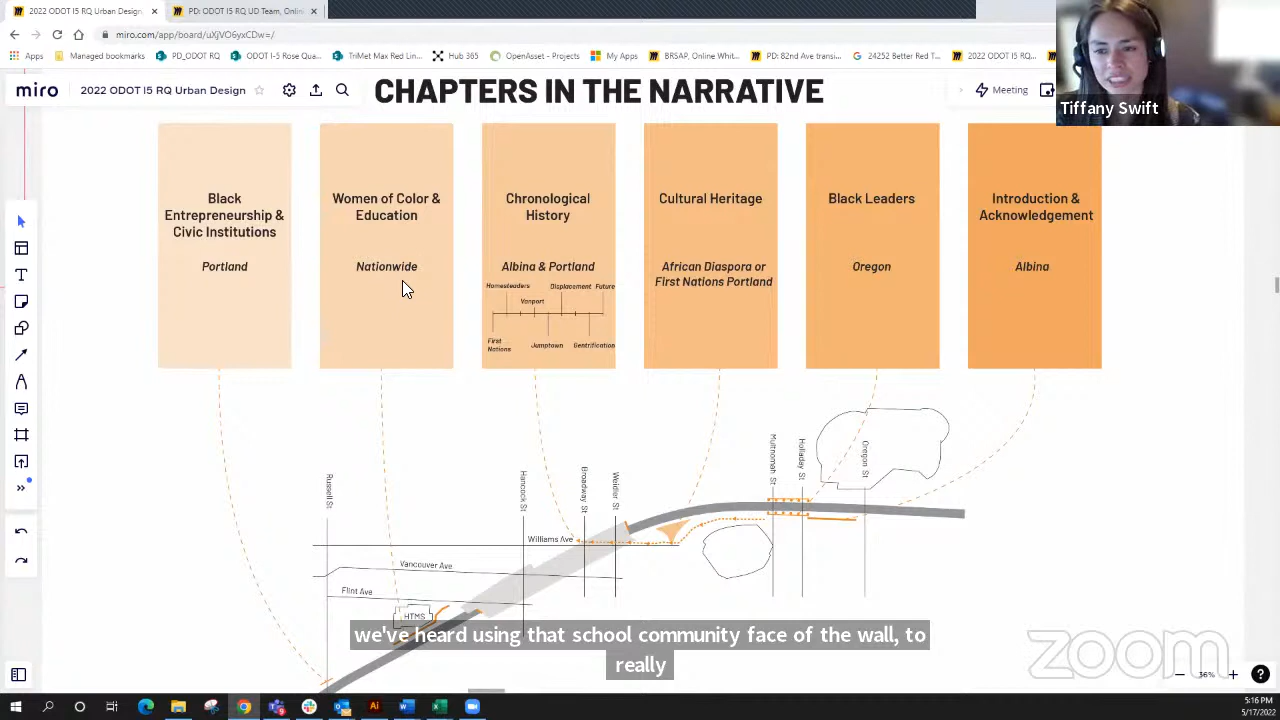 2022 ODOT I5 RQ Urban Design
PD: ODOT I5 RQ UD Team, Onlin
miro.com/app/board/uXjVO6yxCDw=/
Apps
Managed bookmarks
PD_ODOT RQ
ODOT I-5 Rose Qua...
TriMet Max Red Lin...
Hub 365
OpenAsset - Projects
My Apps
BRSAP, Online Whit...
PD: 82nd Ave transi...
24252 Better Red T...
2022 ODOT I5 RQ...
miro
2022 ODOT I5 RQ Urban Design
CHAPTERS IN THE NARRATIVE
Meeting
Tiffany Swift
Black
Entrepreneurship &
Civic Institutions
Portland
Women of Color &
Education
Nationwide
Chronological
History
Albina & Portland
Homesteaders
Displacement
Future
Vanport
First
Nations
Jumptown
Gentrification
Cultural Heritage
African Diaspora or
First Nations Portland
Black Leaders
Oregon
Introduction &
Acknowledgement
Albina
Russell St
Hancock St
Broadway St
Weidler St
Multnomah St
Holladay St
Oregon St
Williams Ave
Vancouver Ave
Flint Ave
HTMS
we've heard using that school community face of the wall, to
really
zoom
36%
5:16 PM
5/17/2022